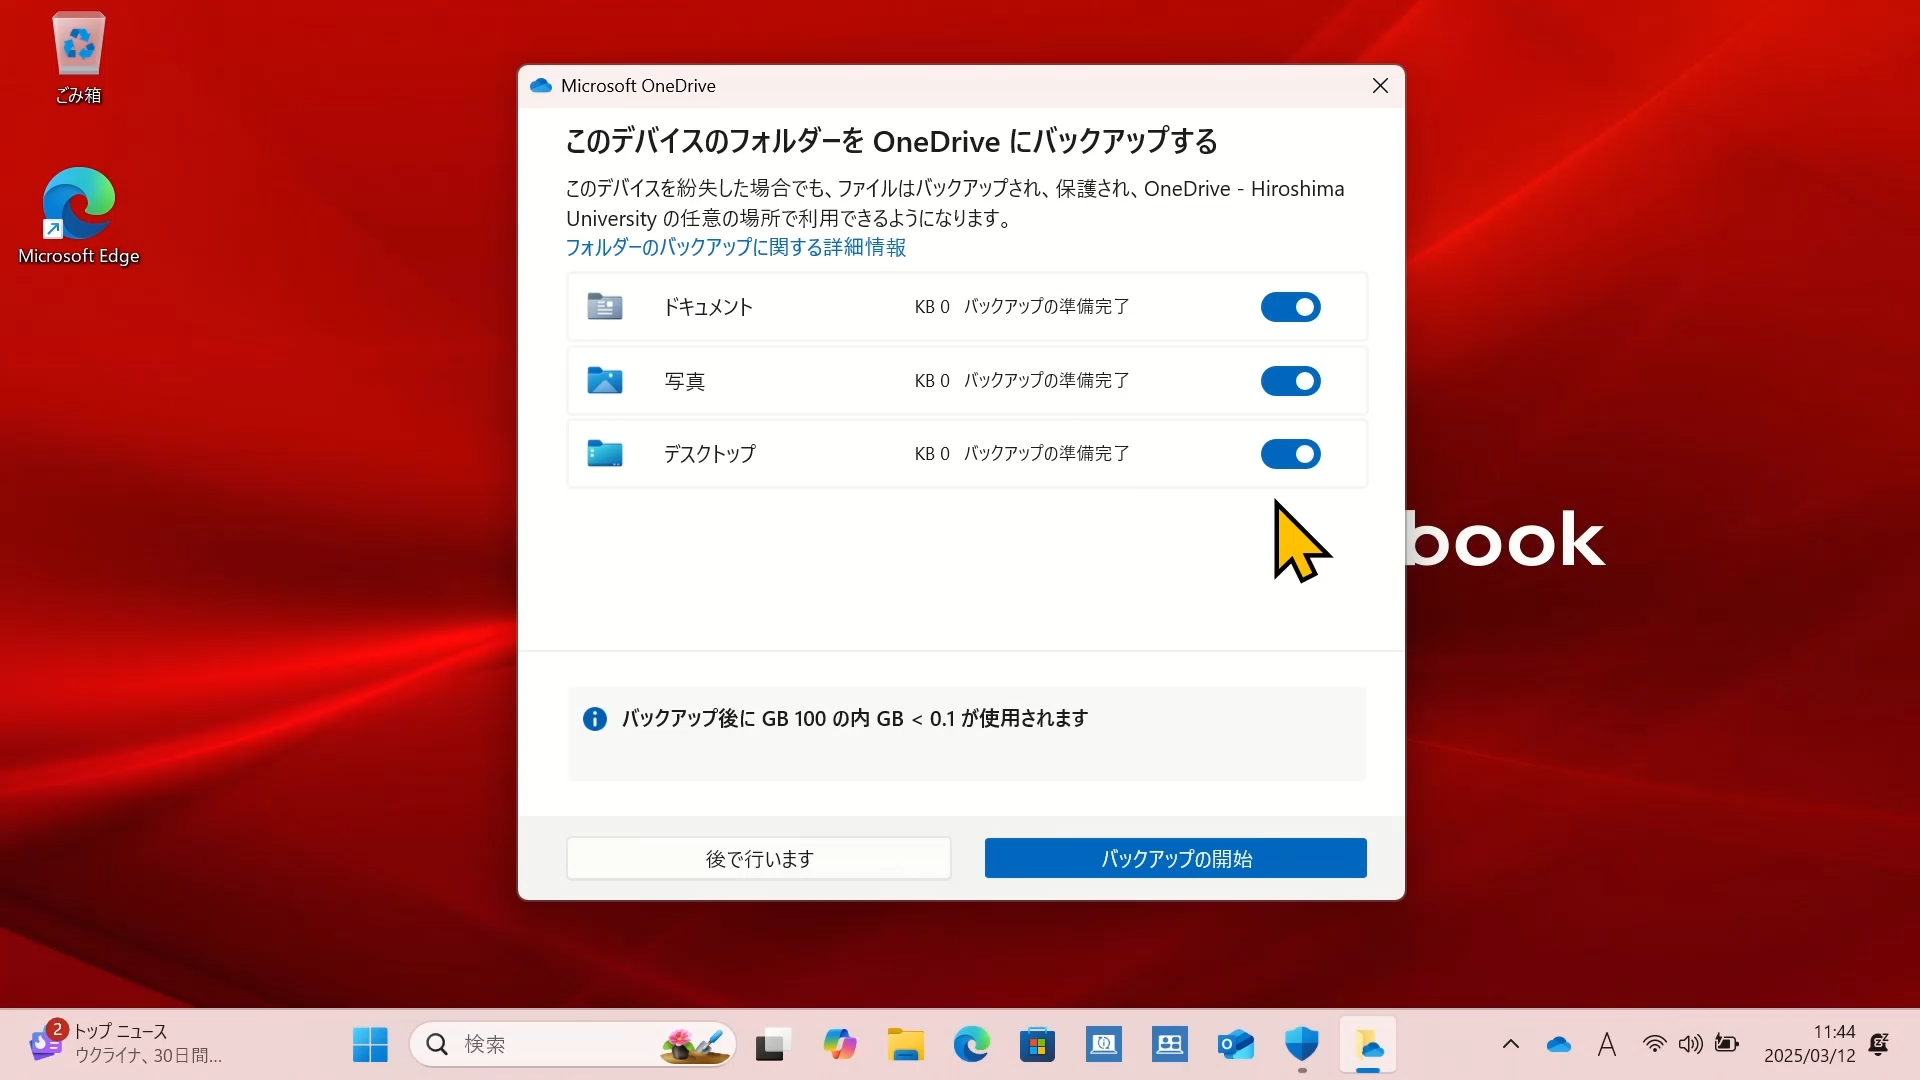 ごみ箱
Microsoft Edge
Microsoft OneDrive
このデバイスのフォルダーを OneDrive にバックアップする
このデバイスを紛失した場合でも、ファイルはバックアップされ、保護され、OneDrive - Hiroshima
University の任意の場所で利用できるようになります。
フォルダーのバックアップに関する詳細情報
ドキュメント KB 0 バックアップの準備完了
写真 KB 0 バックアップの準備完了
デスクトップ KB 0 バックアップの準備完了
book
バックアップ後に GB 100 の内 GB < 0.1 が使用されます
後で行います
バックアップの開始
2
トップ ニュース
ウクライナ、30日間...
検索
A
11:44
2025/03/12